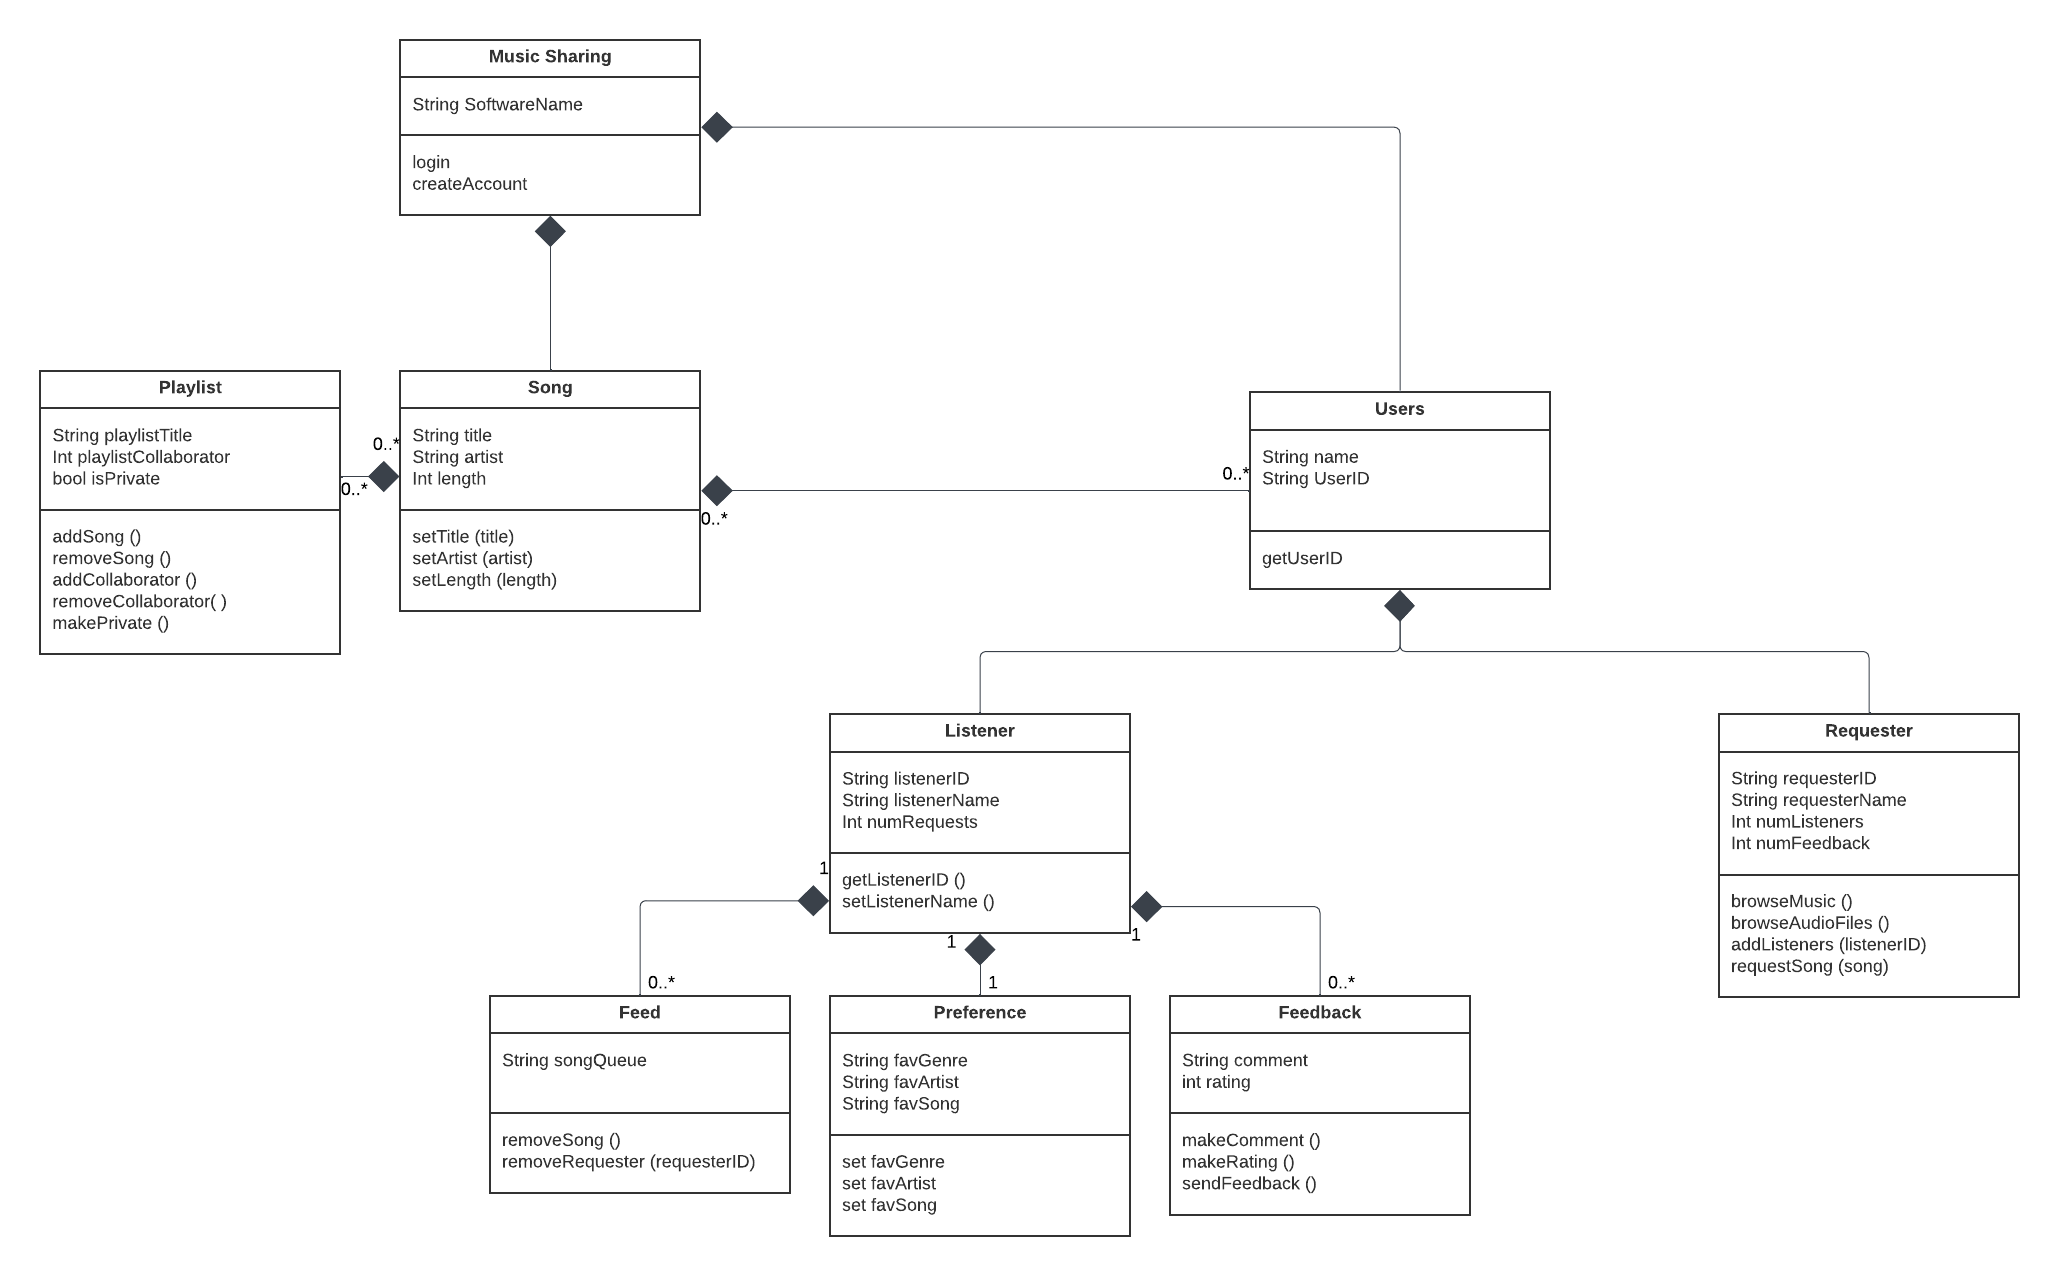 Music Sharing
String SoftwareName
login
createAccount
Playlist
String playlistTitle
Int playlistCollaborator
bool isPrivate
addSong ()
removeSong ()
addCollaborator ()
removeCollaborator( )
makePrivate ()
0..*
0..*
Song
String title
String artist
Int length
setTitle (title)
setArtist (artist)
setLength (length)
0..*
0..*
Users
String name
String UserID
getUserID
Listener
String listenerID
String listenerName
Int numRequests
getListenerID ()
setListenerName ()
1
1
1
Requester
String requesterID
String requesterName
Int numListeners
Int numFeedback
browseMusic ()
browseAudioFiles ()
addListeners (listenerID)
requestSong (song)
0..*
Feed
String songQueue
removeSong ()
removeRequester (requesterID)
1
Preference
String favGenre
String favArtist
String favSong
set favGenre
set favArtist
set favSong
0..*
Feedback
String comment
int rating
makeComment ()
makeRating ()
sendFeedback ()